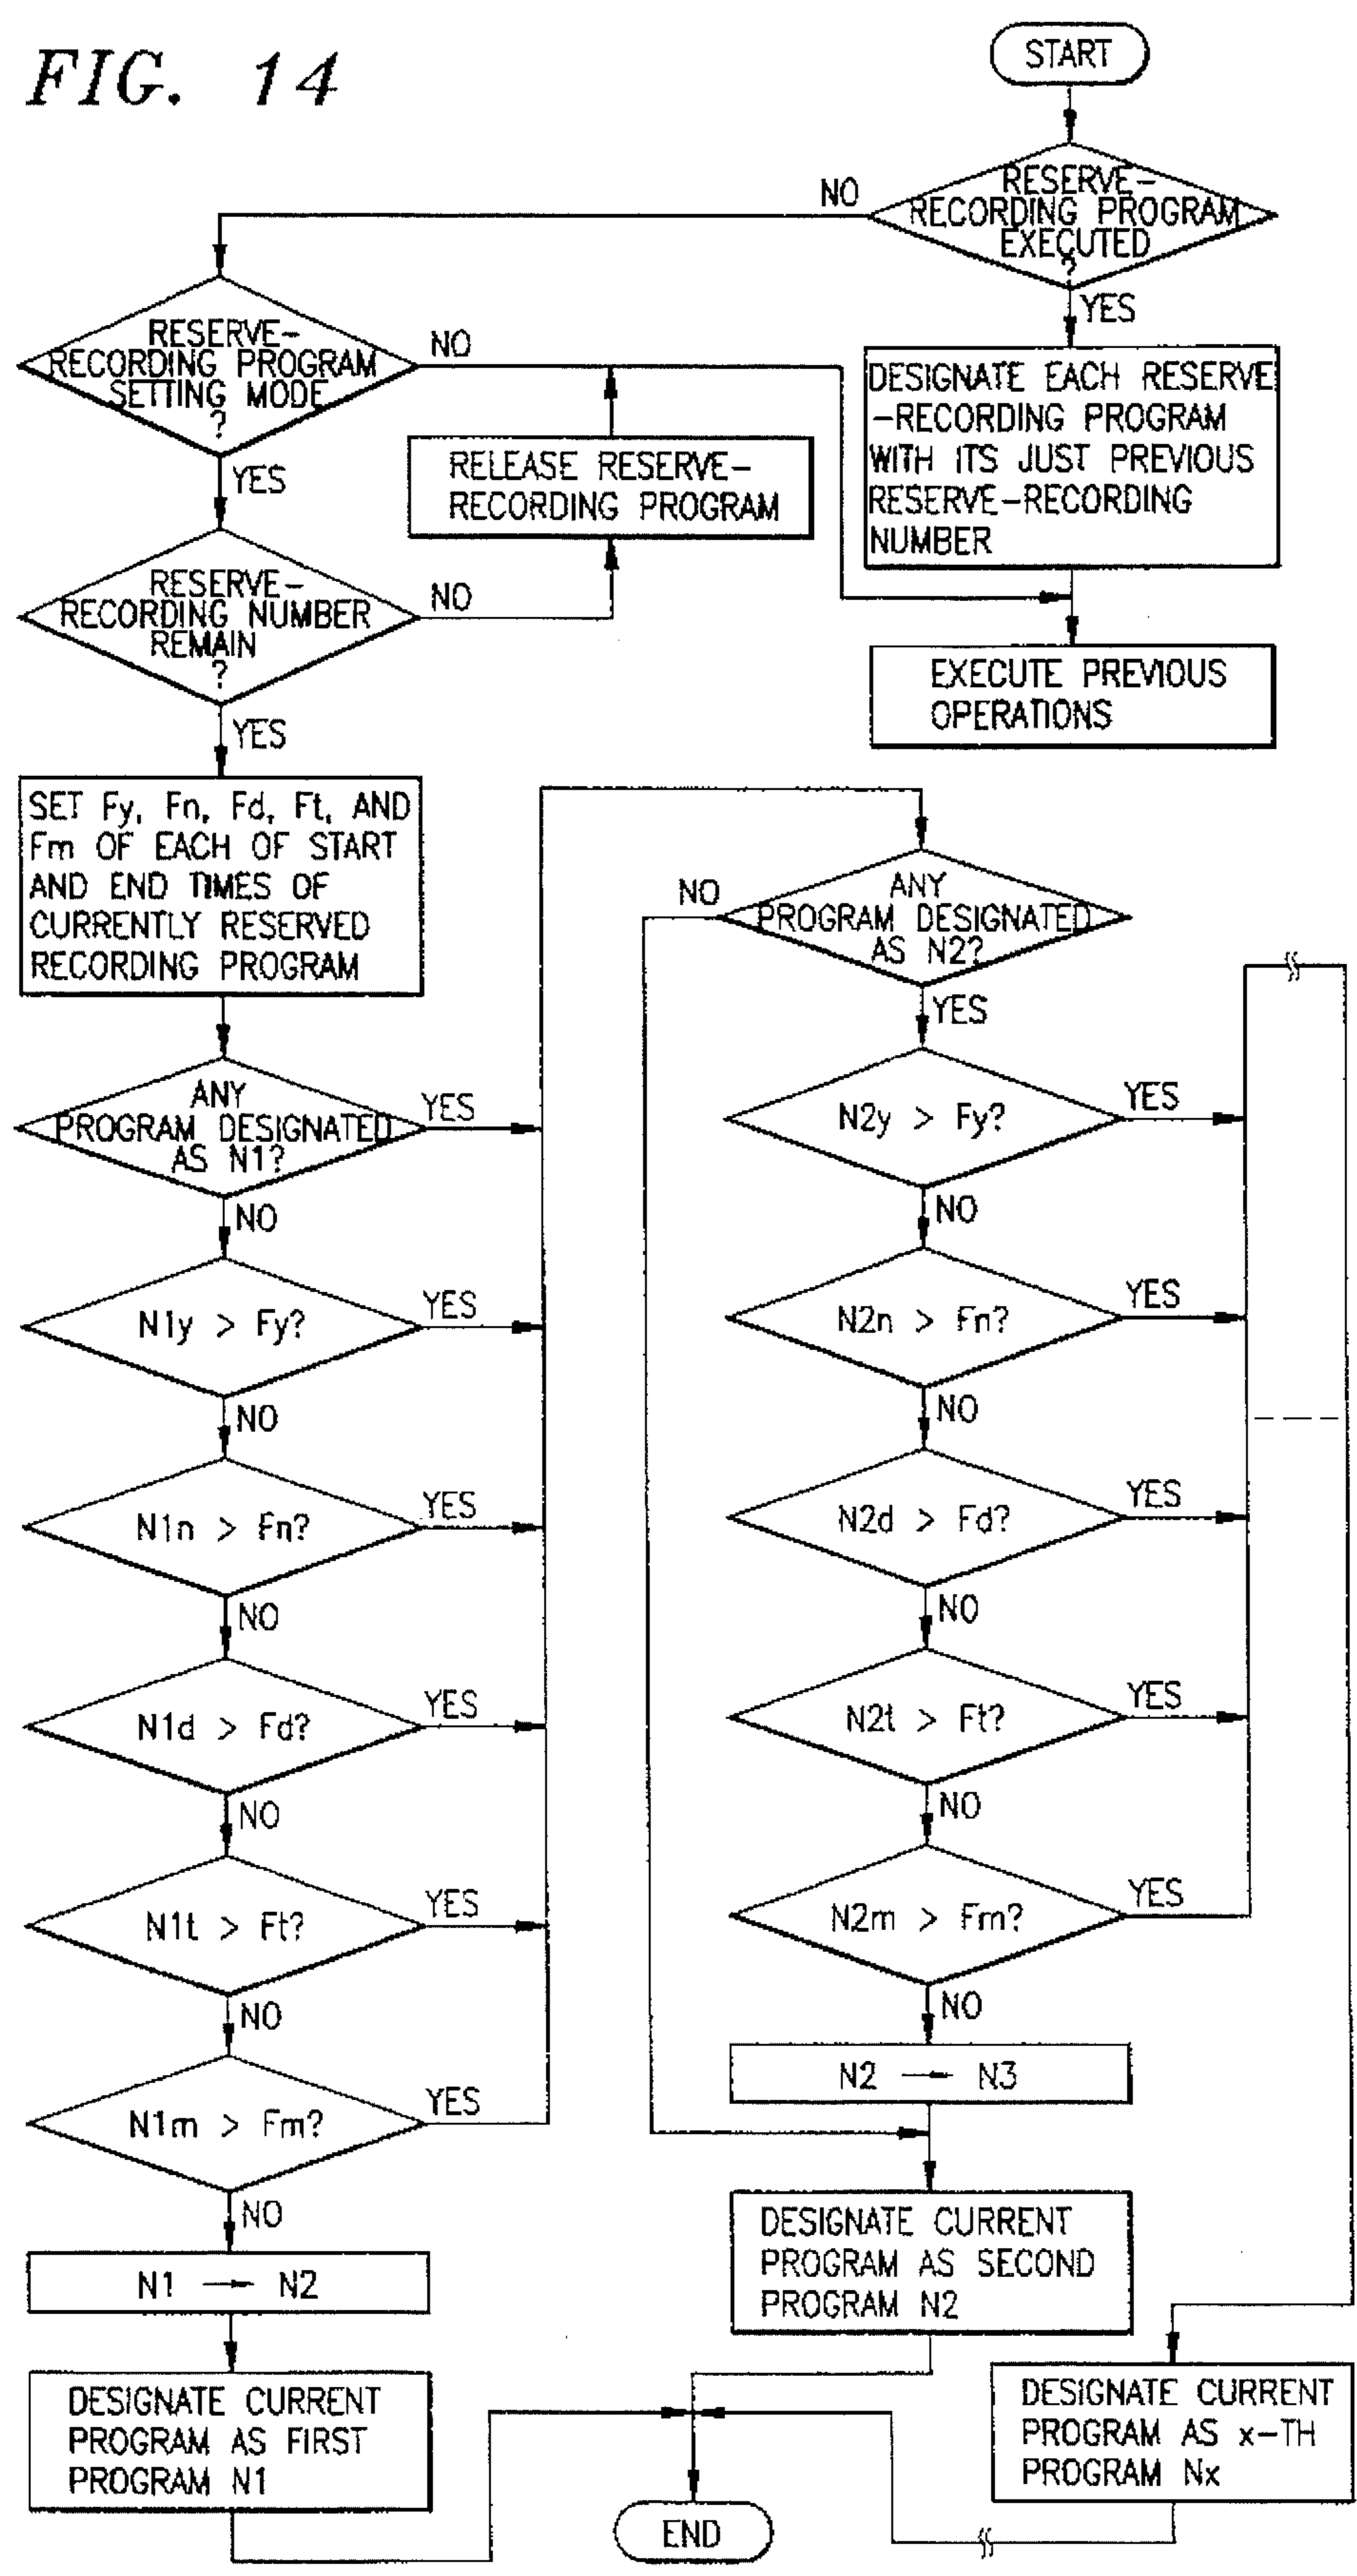 FIG. 14
START
RESERVE-
RECORDING PROGRAM
EXECUTED
?
NO
YES
RESERVE-
RECORDING PROGRAM
SETTING MODE
?
NO
YES
DESIGNATE EACH RESERVE
-RECORDING PROGRAM
WITH ITS JUST PREVIOUS
RESERVE-RECORDING
NUMBER
RELEASE RESERVE-
RECORDING PROGRAM
RESERVE-
RECORDING NUMBER
REMAIN
?
NO
YES
EXECUTE PREVIOUS
OPERATIONS
SET Fy, Fn, Fd, Ft, AND
Fm OF EACH OF START
AND END TIMES OF
CURRENTLY RESERVED
RECORDING PROGRAM
ANY
PROGRAM DESIGNATED
AS N1?
YES
NO
N1y > Fy?
YES
NO
N1n > Fn?
YES
NO
N1d > Fd?
YES
NO
N1t > Ft?
YES
NO
N1m > Fm?
YES
NO
N1 → N2
DESIGNATE CURRENT
PROGRAM AS FIRST
PROGRAM N1
ANY
PROGRAM DESIGNATED
AS N2?
NO
YES
N2y > Fy?
YES
NO
N2n > Fn?
YES
NO
N2d > Fd?
YES
NO
N2t > Ft?
YES
NO
N2m > Fm?
YES
NO
N2 → N3
DESIGNATE CURRENT
PROGRAM AS SECOND
PROGRAM N2
DESIGNATE CURRENT
PROGRAM AS x-TH
PROGRAM Nx
END